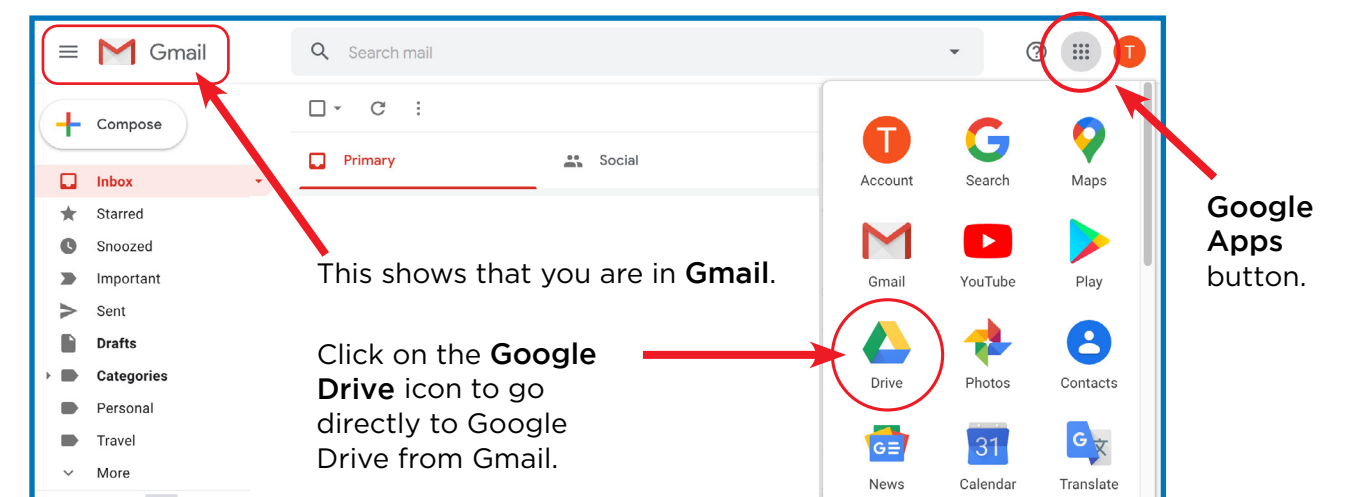 Gmail
Search mail
T
Compose
Primary
Social
Inbox
Starred
Snoozed
Important
Sent
Drafts
Categories
Personal
Travel
More
This shows that you are in Gmail.
Click on the Google
Drive icon to go
directly to Google
Drive from Gmail.
T
Account
G
Search
Maps
Gmail
YouTube
Play
Drive
Photos
Contacts
GE
News
31
Calendar
G 文
Translate
Google
Apps
button.